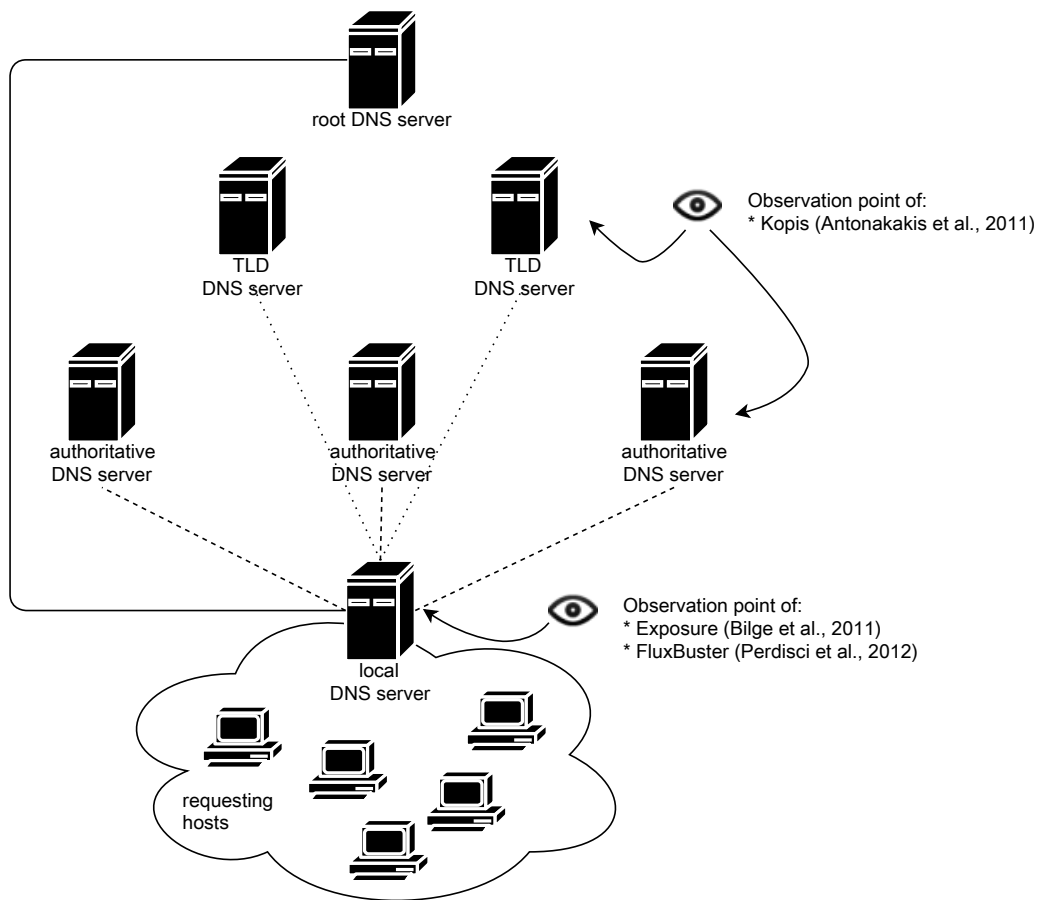 root DNS server
TLD
DNS server
TLD
DNS server
Observation point of:
* Kopis (Antonakakis et al., 2011)
authoritative
DNS server
authoritative
DNS server
authoritative
DNS server
local
DNS server
Observation point of:
* Exposure (Bilge et al., 2011)
* FluxBuster (Perdisci et al., 2012)
requesting
hosts